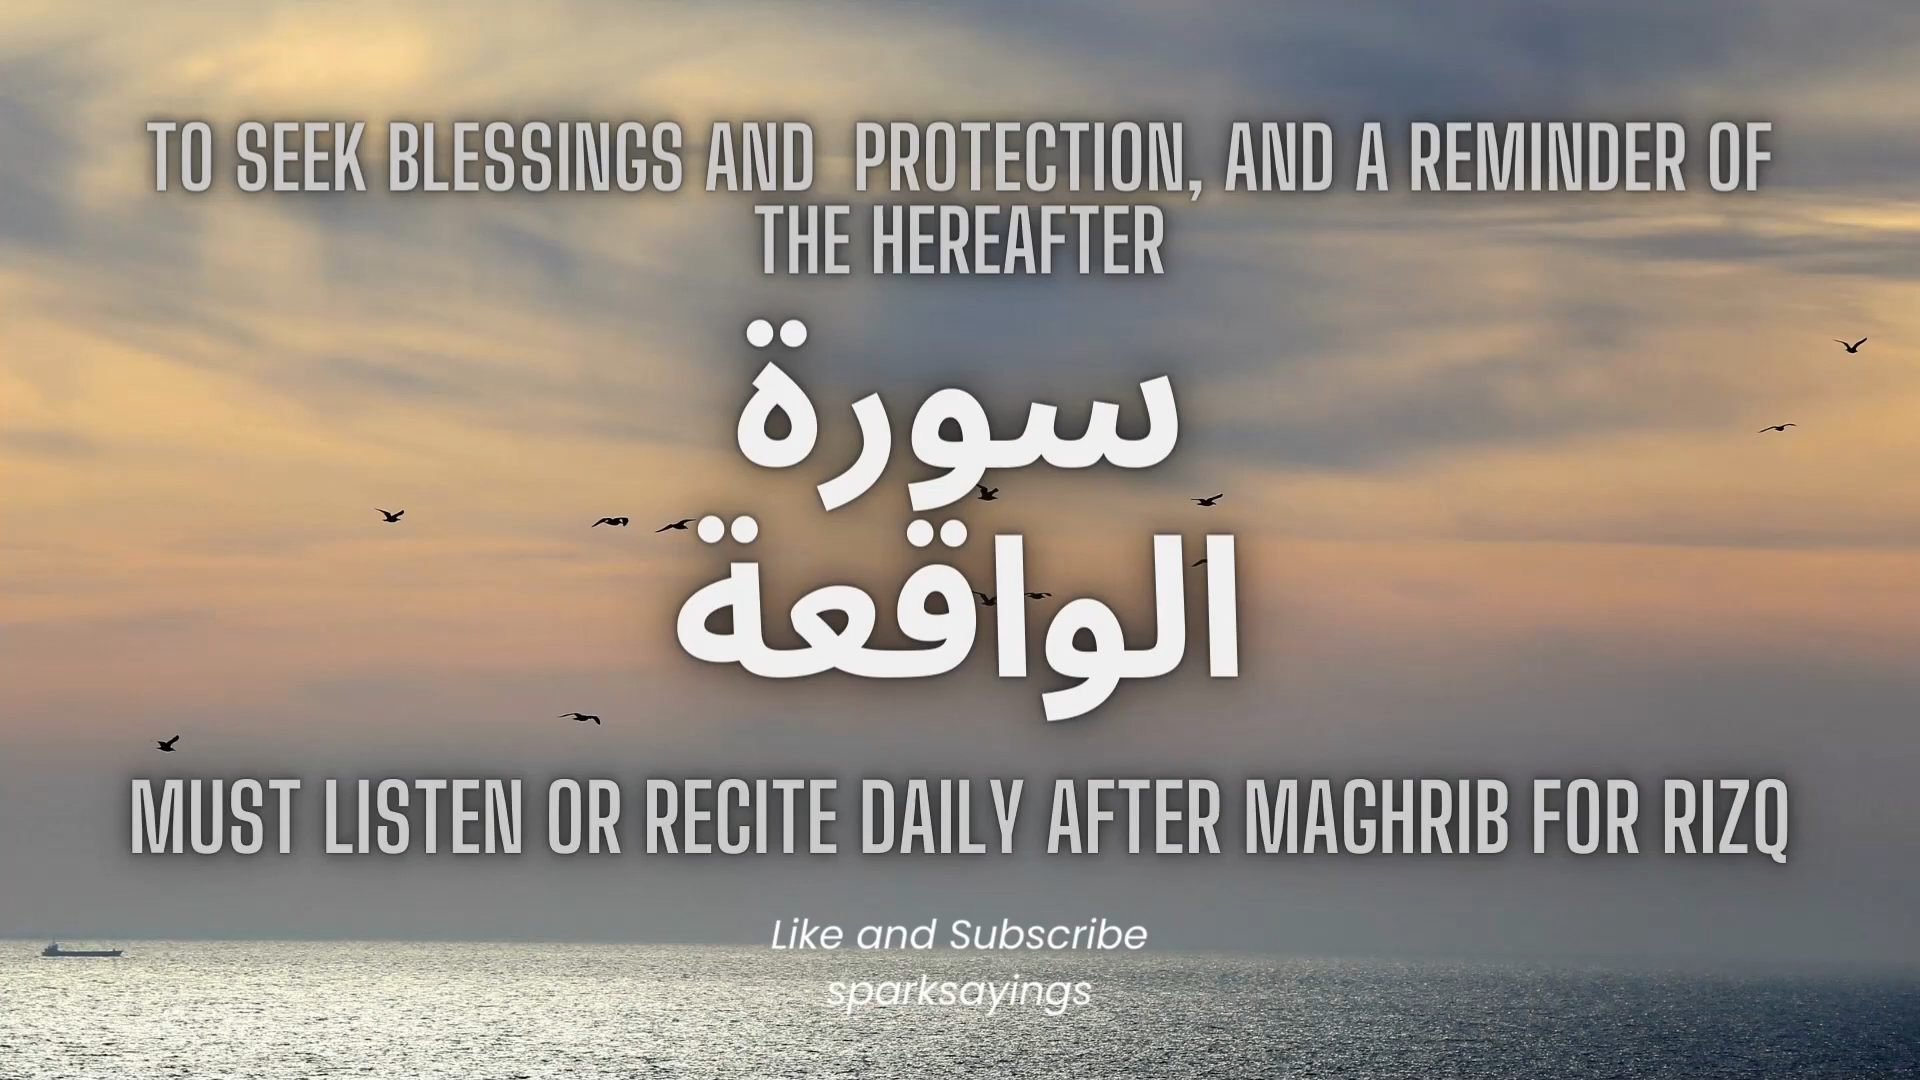 TO SEEK BLESSINGS AND  PROTECTION, AND A REMINDER OF
THE HEREAFTER
سورة
الواقعة
MUST LISTEN OR RECITE DAILY AFTER MAGHRIB FOR RIZQ
Like and Subscribe
sparksayings